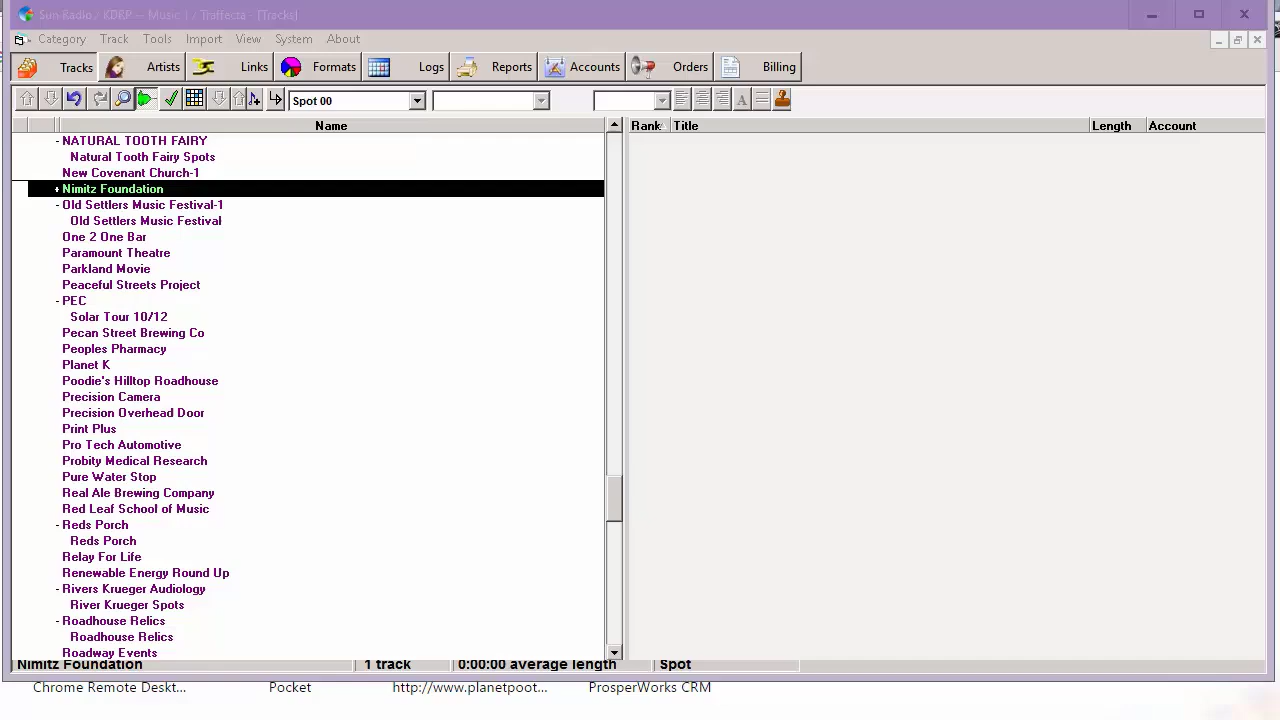 Sun-Radio / KDRP -- Music 1 / Traffecta - [Tracks]
Category Track Tools Import View System About
Tracks Artists Links Formats Logs Reports Accounts Orders Billing
Spot 00
Name
Rank Title Length Account
- NATURAL TOOTH FAIRY
Natural Tooth Fairy Spots
New Covenant Church-1
+ Nimitz Foundation
- Old Settlers Music Festival-1
Old Settlers Music Festival
One 2 One Bar
Paramount Theatre
Parkland Movie
Peaceful Streets Project
- PEC
Solar Tour 10/12
Pecan Street Brewing Co
Peoples Pharmacy
Planet K
Poodie's Hilltop Roadhouse
Precision Camera
Precision Overhead Door
Print Plus
Pro Tech Automotive
Probity Medical Research
Pure Water Stop
Real Ale Brewing Company
Red Leaf School of Music
- Reds Porch
Reds Porch
Relay For Life
Renewable Energy Round Up
- Rivers Krueger Audiology
River Krueger Spots
- Roadhouse Relics
Roadhouse Relics
Roadway Events
Nimitz Foundation 1 track 0:00:00 average length Spot
Chrome Remote Deskt... Pocket http://www.planetpoot... ProsperWorks CRM